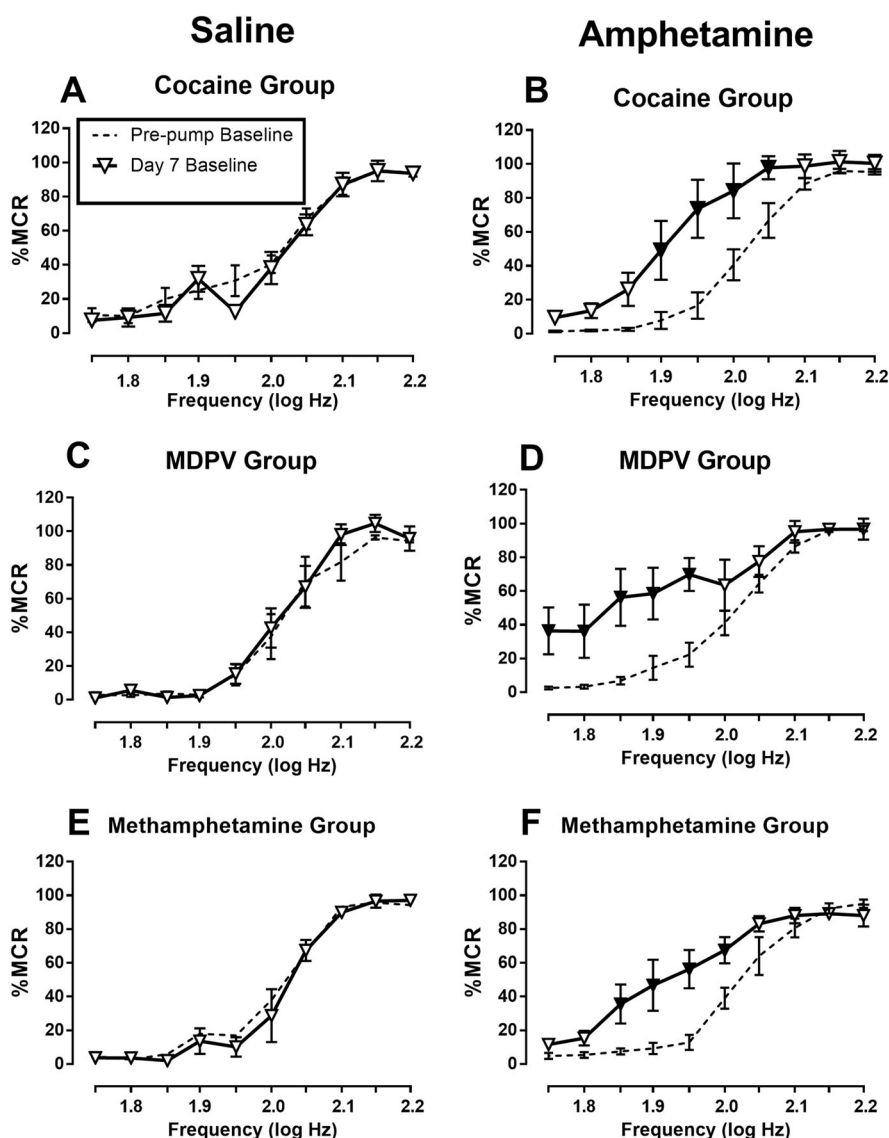 Saline
Amphetamine
A
Cocaine Group
Pre-pump Baseline
Day 7 Baseline
120
100
80
60
40
20
0
%MCR
1.8 1.9 2.0 2.1 2.2
Frequency (log Hz)
B
Cocaine Group
120
100
80
60
40
20
0
%MCR
1.8 1.9 2.0 2.1 2.2
Frequency (log Hz)
C
MDPV Group
120
100
80
60
40
20
0
%MCR
1.8 1.9 2.0 2.1 2.2
Frequency (log Hz)
D
MDPV Group
120
100
80
60
40
20
0
%MCR
1.8 1.9 2.0 2.1 2.2
Frequency (log Hz)
E
Methamphetamine Group
120
100
80
60
40
20
0
%MCR
1.8 1.9 2.0 2.1 2.2
Frequency (log Hz)
F
Methamphetamine Group
120
100
80
60
40
20
0
%MCR
1.8 1.9 2.0 2.1 2.2
Frequency (log Hz)